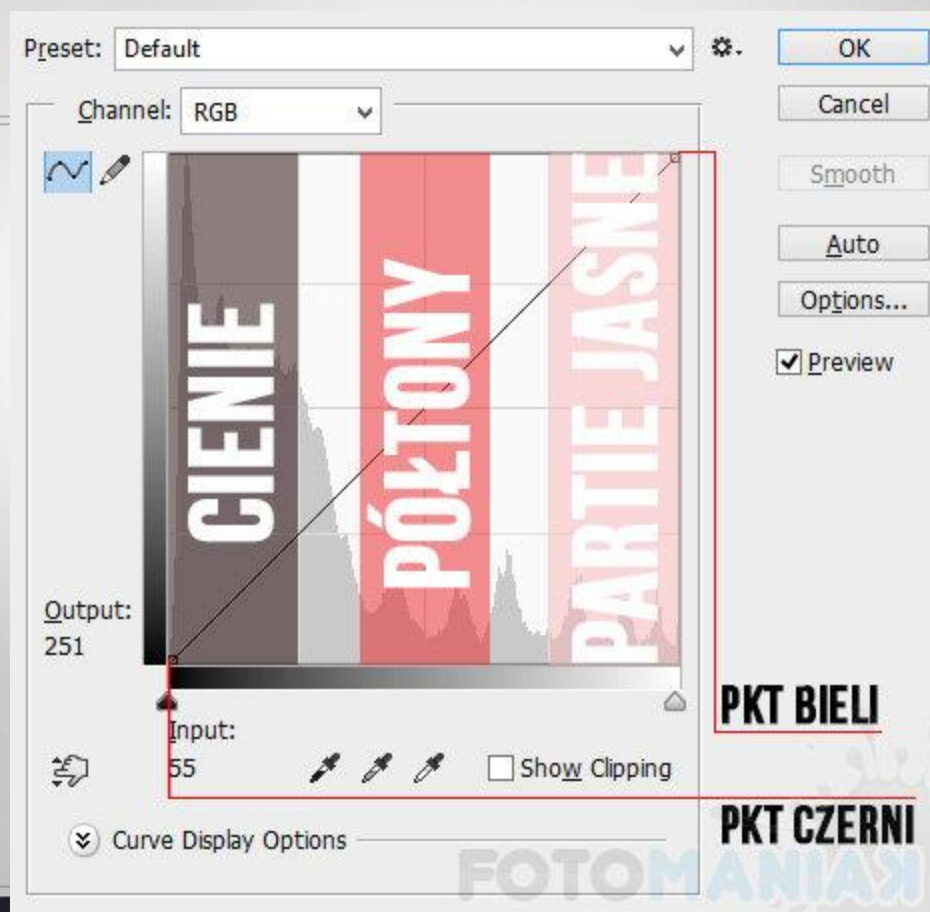 Preset: Default
OK
Channel: RGB
Cancel
Smooth
Auto
Options...
Preview
CIENIE
PÓŁTONY
PARTIE JASNE
Output:
251
PKT BIELI
Input:
55
Show Clipping
PKT CZERNI
Curve Display Options
FOTOMANIAK